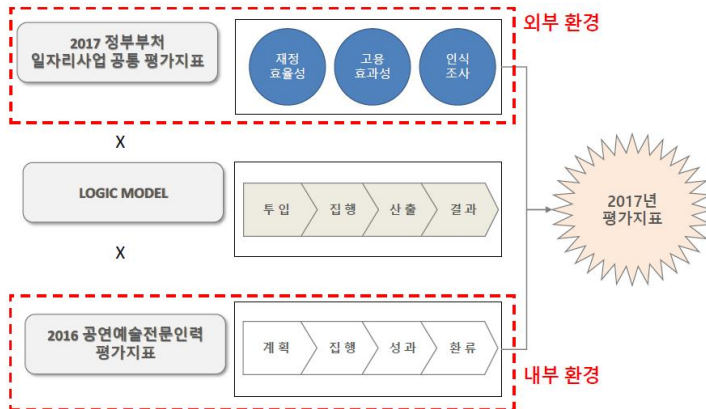 외부 환경
2017 정부부처
일자리사업 공통 평가지표
재정
효율성
고용
효과성
인식
조사
X
LOGIC MODEL
투 입
집 행
산 출
결 과
2017년
평가지표
X
2016 공연예술전문인력
평가지표
계 획
집 행
성 과
환 류
내부 환경